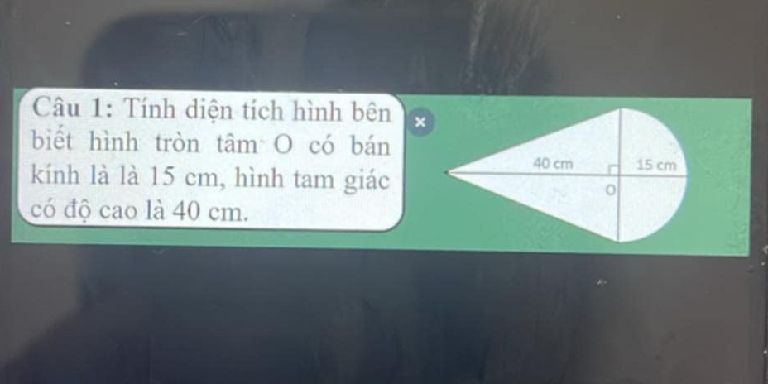 Câu 1: Tính diện tích hình bên
biết hình tròn tâm O có bán
kính là là 15 cm, hình tam giác
có độ cao là 40 cm.
×
40 cm
15 cm
O